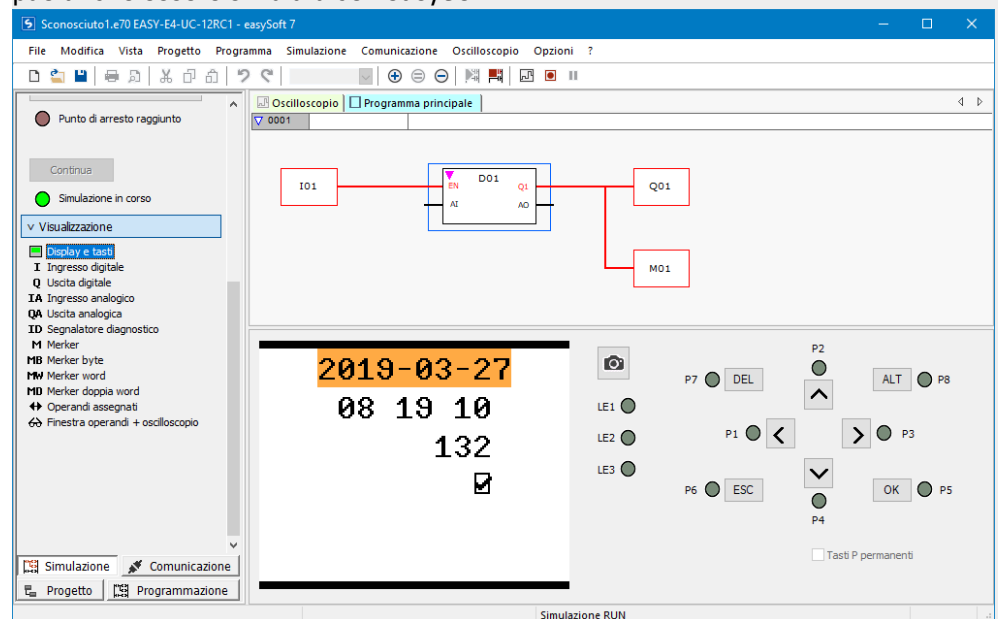 Sconosciuto1.e70 EASY-E4-UC-12RC1 - easySoft 7
File Modifica Vista Progetto Programma Simulazione Comunicazione Oscilloscopio Opzioni ?
Punto di arresto raggiunto
Continua
Simulazione in corso
v Visualizzazione
Display e tasti
I Ingresso digitale
Q Uscita digitale
IA Ingresso analogico
QA Uscita analogica
ID Segnalatore diagnostico
M Merker
MB Merker byte
MW Merker word
MD Merker doppia word
Operandi assegnati
Finestra operandi + oscilloscopio
Simulazione Comunicazione
Progetto Programmazione
Oscilloscopio Programma principale
0001
I01
D01
EN Q1
AI AO
Q01
M01
2019-03-27
08 19 10
132
LE1
LE2
LE3
P2
P7 DEL ALT P8
P1 P3
P6 ESC OK P5
P4
Tasti P permanenti
Simulazione RUN